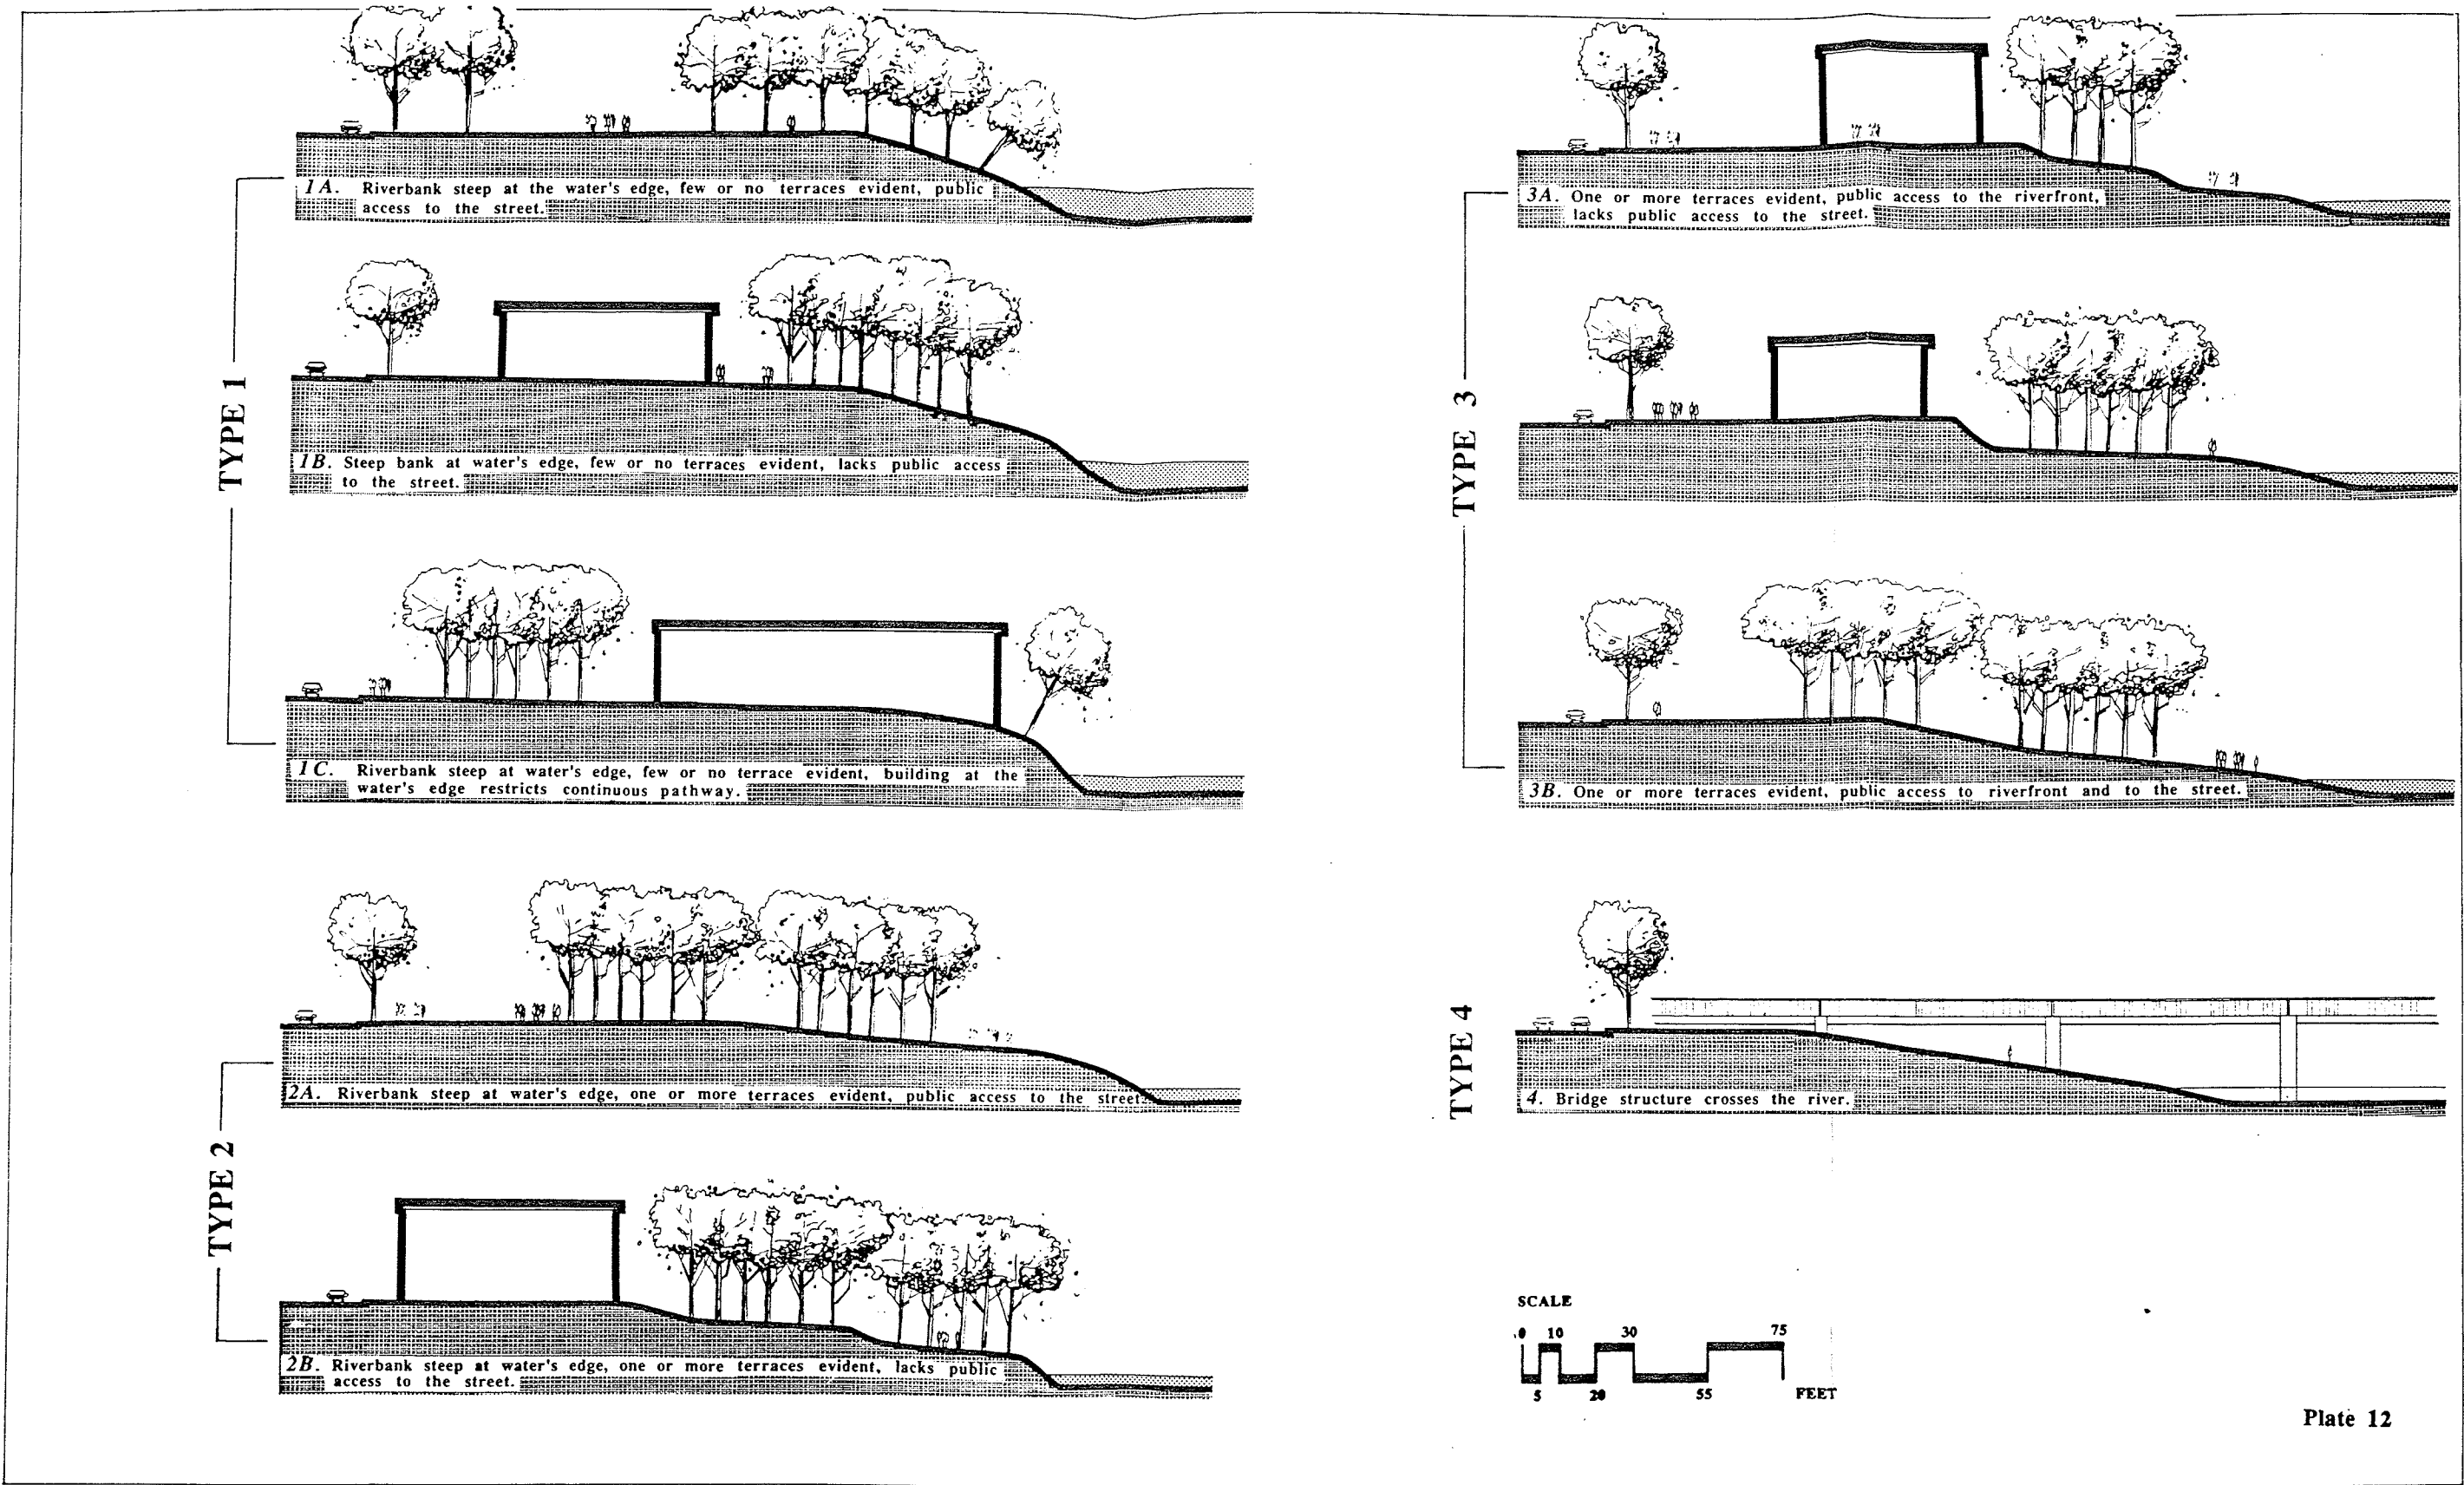 TYPE 1
1A. Riverbank steep at the water's edge, few or no terraces evident, public
access to the street.
1B. Steep bank at water's edge, few or no terraces evident, lacks public access
to the street.
1C. Riverbank steep at water's edge, few or no terrace evident, building at the
water's edge restricts continuous pathway.
TYPE 2
2A. Riverbank steep at water's edge, one or more terraces evident, public access to the street.
2B. Riverbank steep at water's edge, one or more terraces evident, lacks public
access to the street.
TYPE 3
3A. One or more terraces evident, public access to the riverfront,
lacks public access to the street.
3B. One or more terraces evident, public access to riverfront and to the street.
TYPE 4
4. Bridge structure crosses the river.
SCALE
0 10 30 75
5 20 55 FEET
Plate 12